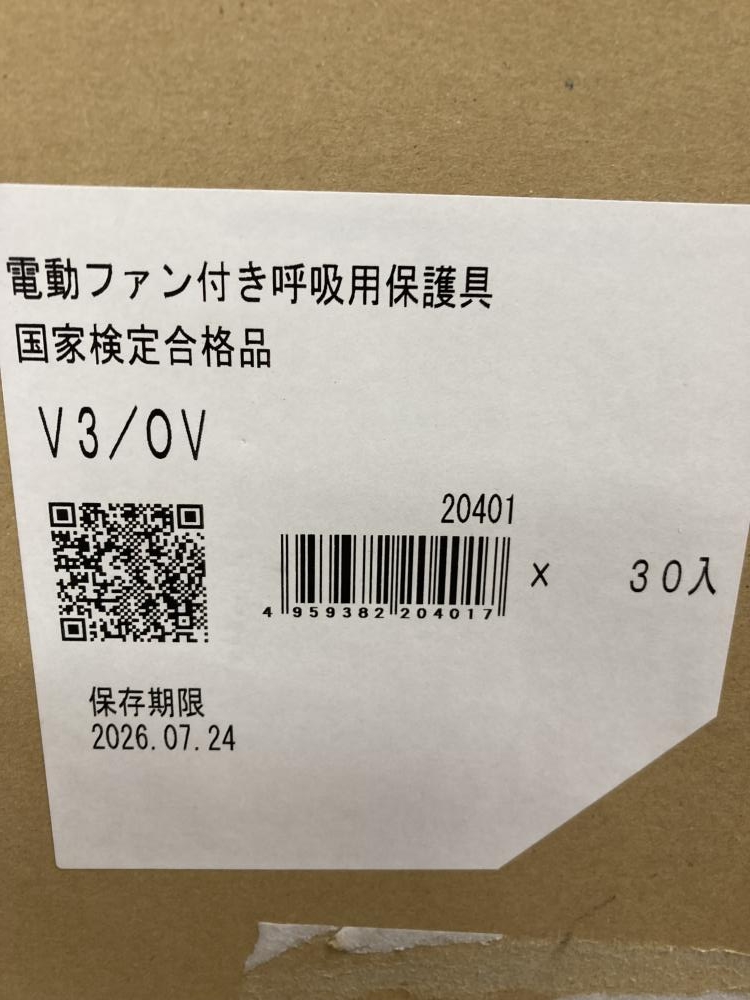 電動ファン付き呼吸用保護具
国家検定合格品
V3/OV
20401
× 30入
4 959382 204017
保存期限
2026.07.24